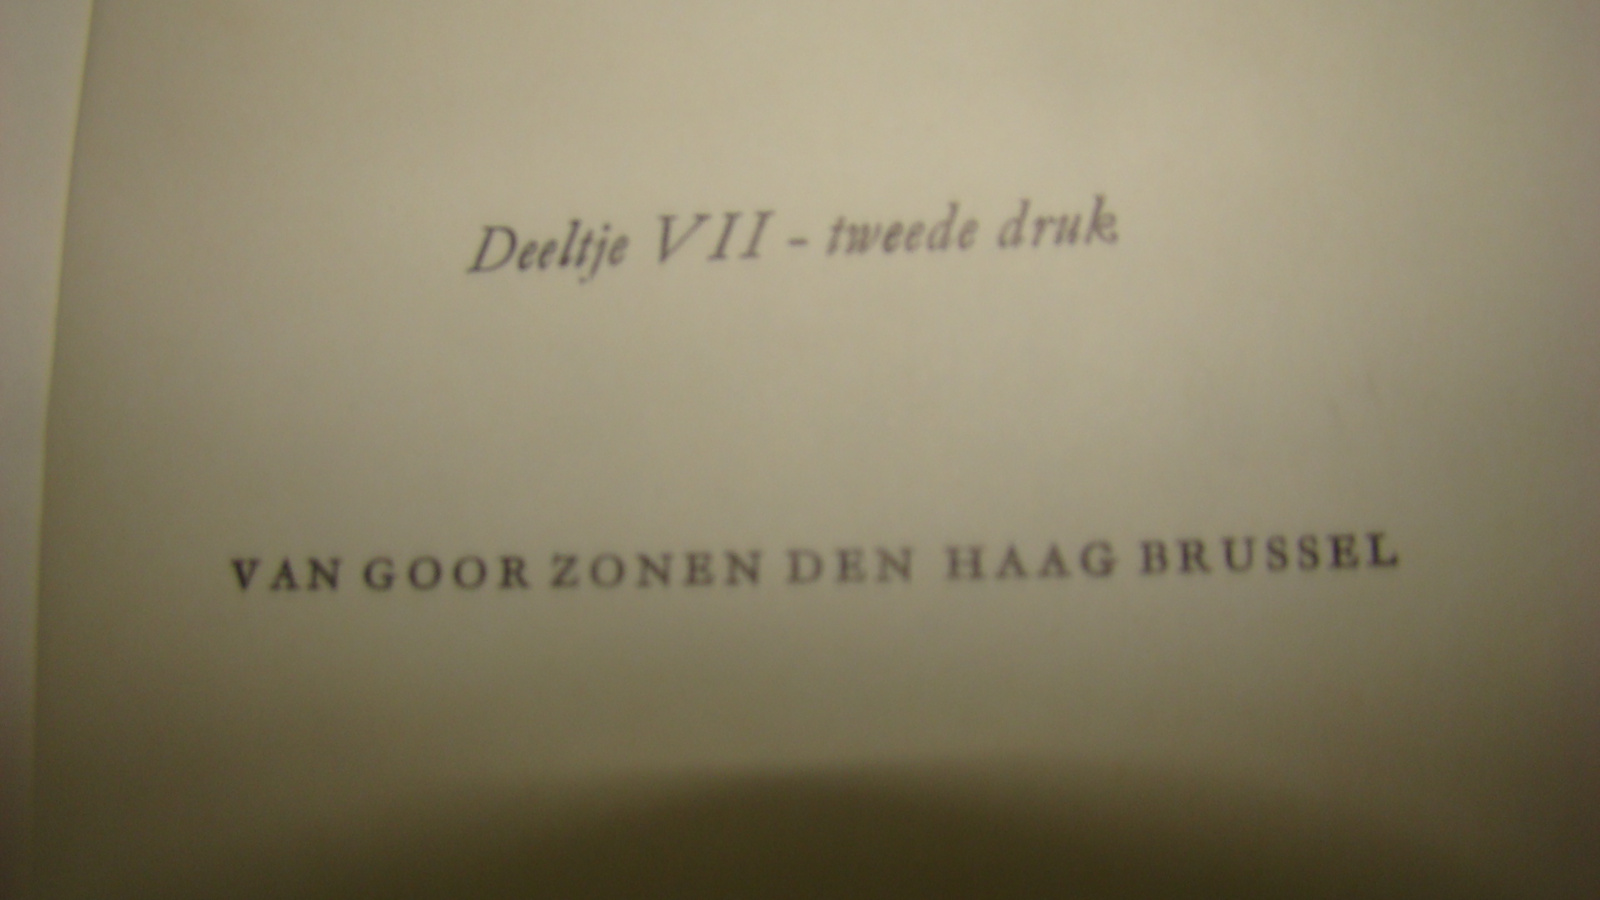 Deeltje VII - tweede druk
VAN GOOR ZONEN DEN HAAG BRUSSEL